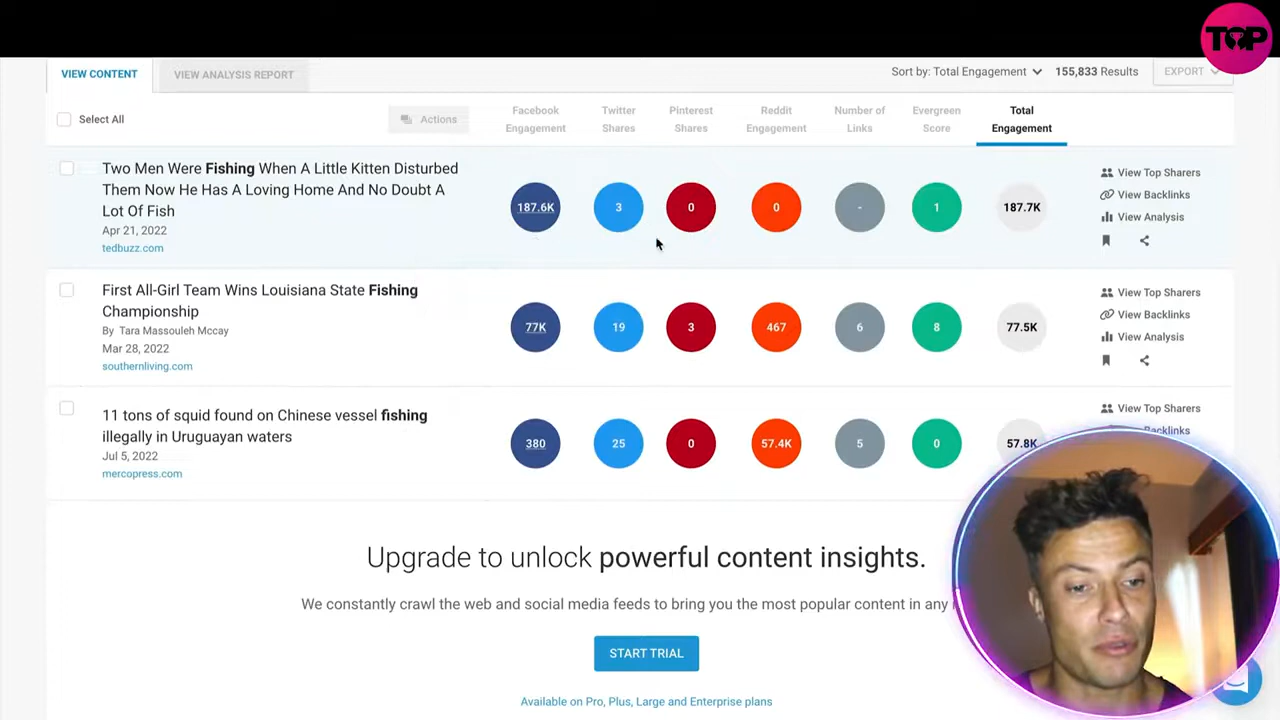 TOP
VIEW CONTENT
VIEW ANALYSIS REPORT
Sort by: Total Engagement
155,833 Results
EXPORT
Select All
Actions
Facebook
Engagement
Twitter
Shares
Pinterest
Shares
Reddit
Engagement
Number of
Links
Evergreen
Score
Total
Engagement
Two Men Were Fishing When A Little Kitten Disturbed
Them Now He Has A Loving Home And No Doubt A
Lot Of Fish
Apr 21, 2022
tedbuzz.com
187.6K
3
0
0
-
1
187.7K
View Top Sharers
View Backlinks
View Analysis
First All-Girl Team Wins Louisiana State Fishing
Championship
By Tara Massouleh Mccay
Mar 28, 2022
southernliving.com
77K
19
3
467
6
8
77.5K
View Top Sharers
View Backlinks
View Analysis
11 tons of squid found on Chinese vessel fishing
illegally in Uruguayan waters
Jul 5, 2022
mercopress.com
380
25
0
57.4K
5
0
57.8K
View Top Sharers
Backlinks
Upgrade to unlock powerful content insights.
We constantly crawl the web and social media feeds to bring you the most popular content in any
START TRIAL
Available on Pro, Plus, Large and Enterprise plans